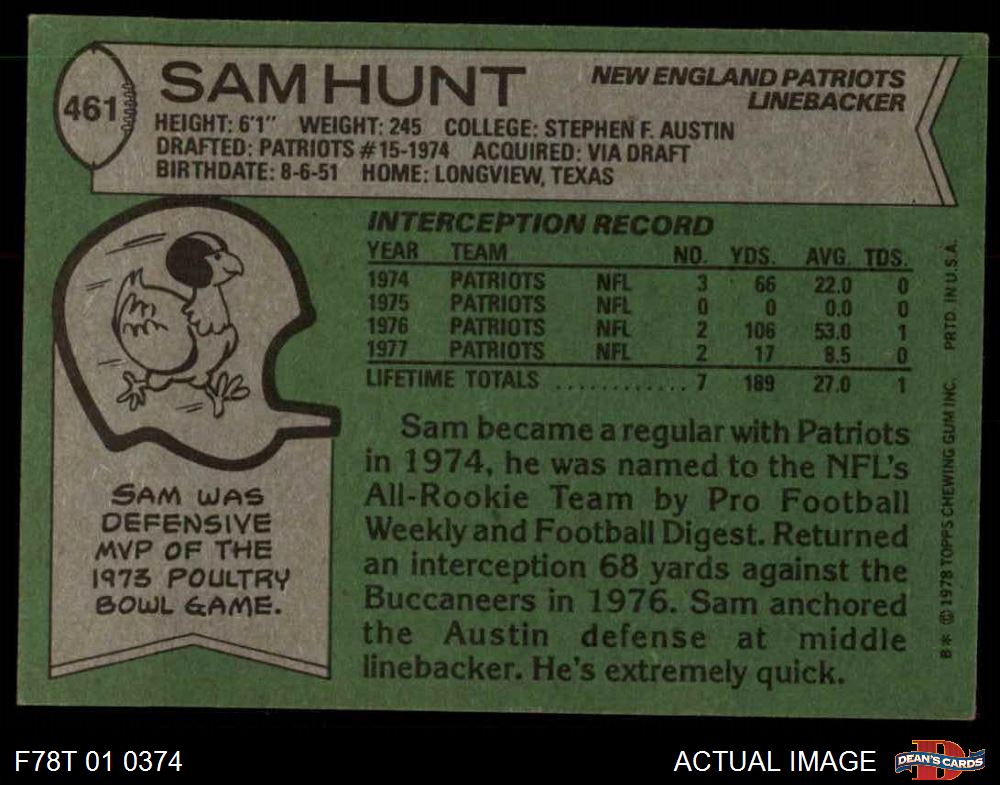 461
SAM HUNT
NEW ENGLAND PATRIOTS
LINEBACKER
HEIGHT: 6'1" WEIGHT: 245 COLLEGE: STEPHEN F. AUSTIN
DRAFTED: PATRIOTS #15-1974 ACQUIRED: VIA DRAFT
BIRTHDATE: 8-6-51 HOME: LONGVIEW, TEXAS
INTERCEPTION RECORD
YEAR TEAM NO. YDS. AVG. TDS.
1974 PATRIOTS NFL 3 66 22.0 0
1975 PATRIOTS NFL 0 0 0.0 0
1976 PATRIOTS NFL 2 106 53.0 1
1977 PATRIOTS NFL 2 17 8.5 0
LIFETIME TOTALS ............ 7 189 27.0 1
Sam became a regular with Patriots
in 1974, he was named to the NFL's
All-Rookie Team by Pro Football
Weekly and Football Digest. Returned
an interception 68 yards against the
Buccaneers in 1976. Sam anchored
the Austin defense at middle
linebacker. He's extremely quick.
SAM WAS
DEFENSIVE
MVP OF THE
1973 POULTRY
BOWL GAME.
B* © 1978 TOPPS CHEWING GUM INC. PRTD. IN U.S.A.
F78T 01 0374
ACTUAL IMAGE
DEAN'S CARDS